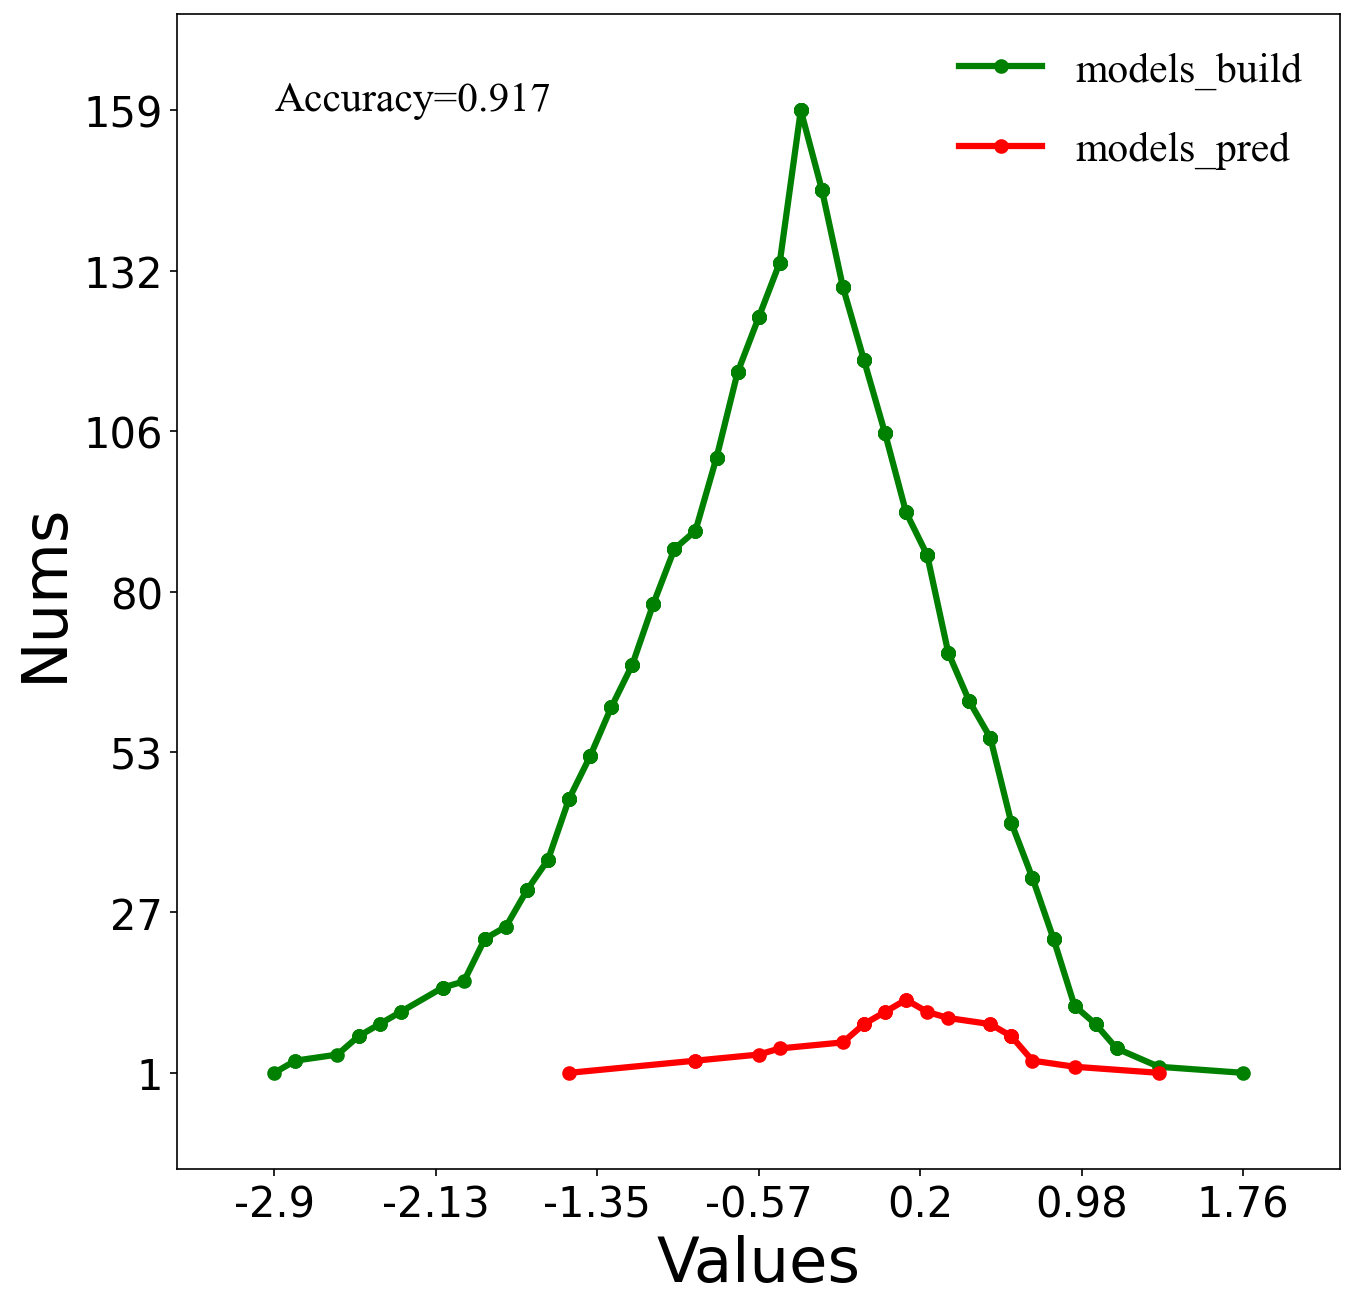 models_build
Accuracy=0.917
models_pred
159
132
106
80
53
27
1
Nums
-2.9 -2.13 -1.35 -0.57 0.2 0.98 1.76
Values